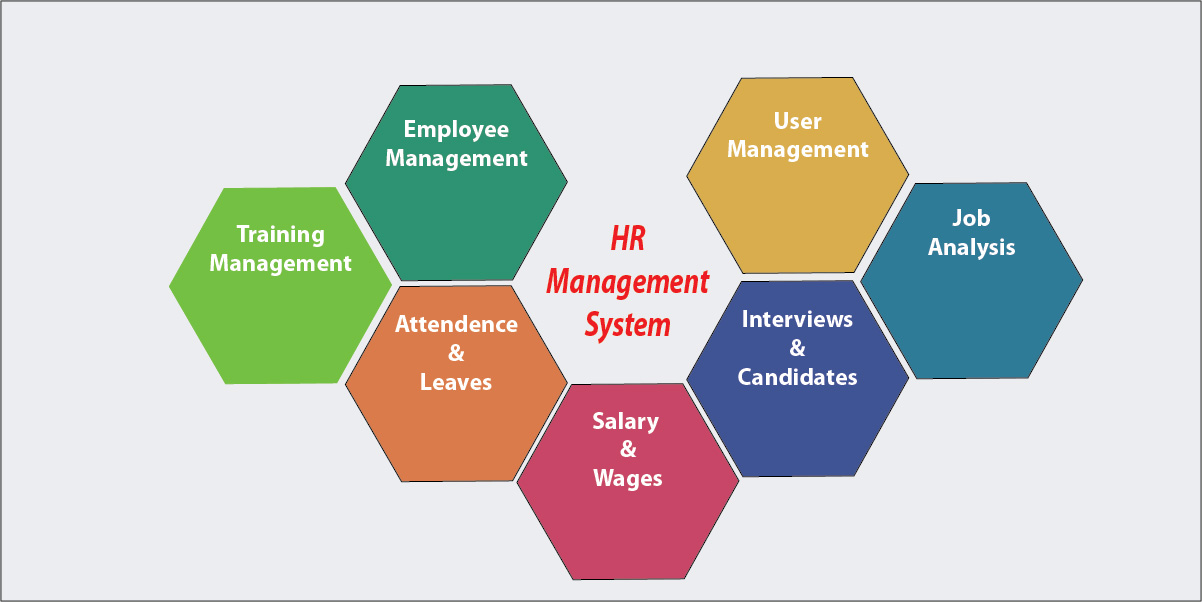 Employee
Management
User
Management
Training
Management
Job
Analysis
HR
Management
System
Attendence
&
Leaves
Interviews
&
Candidates
Salary
&
Wages